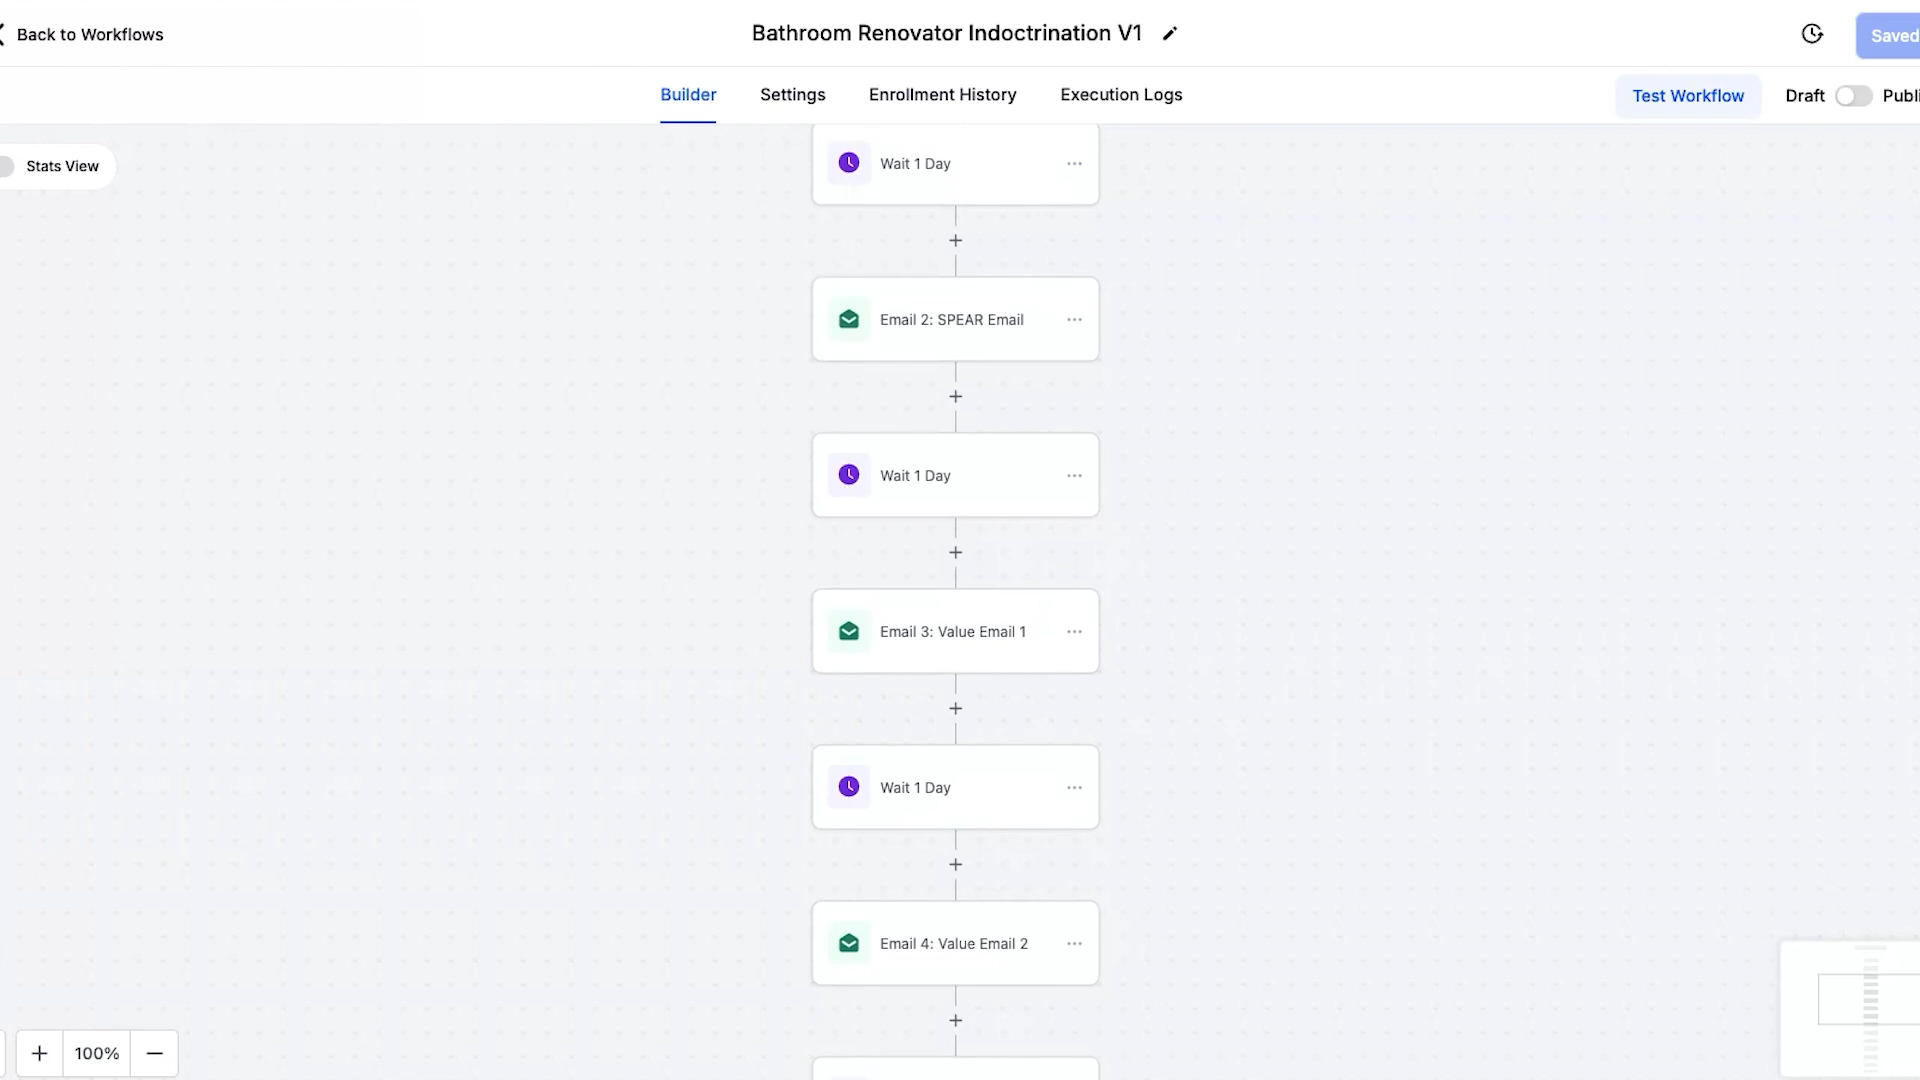 Back to Workflows
Bathroom Renovator Indoctrination V1
Saved
Builder
Settings
Enrollment History
Execution Logs
Test Workflow
Draft
Publi
Stats View
Wait 1 Day
Email 2: SPEAR Email
Wait 1 Day
Email 3: Value Email 1
Wait 1 Day
Email 4: Value Email 2
100%